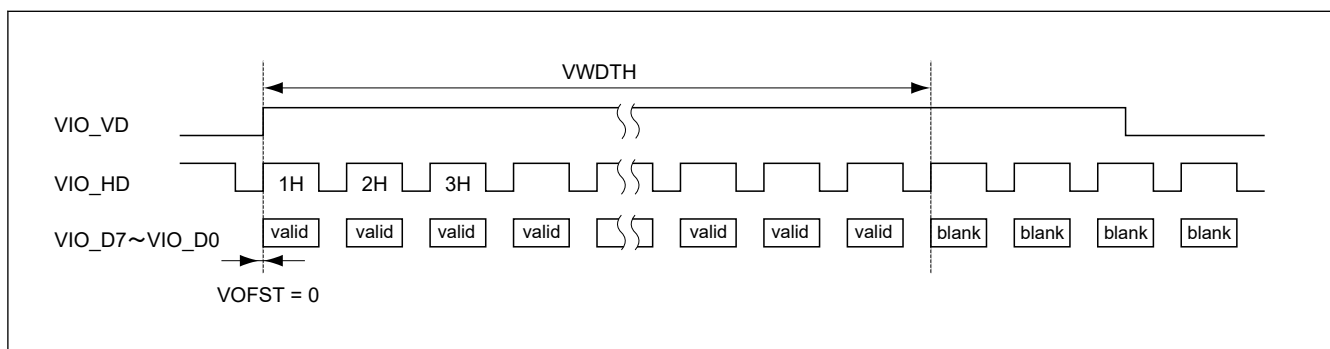 VWDTH
VIO_VD
VIO_HD 1H 2H 3H
VIO_D7～VIO_D0 valid valid valid valid valid valid valid blank blank blank blank
VOFST = 0